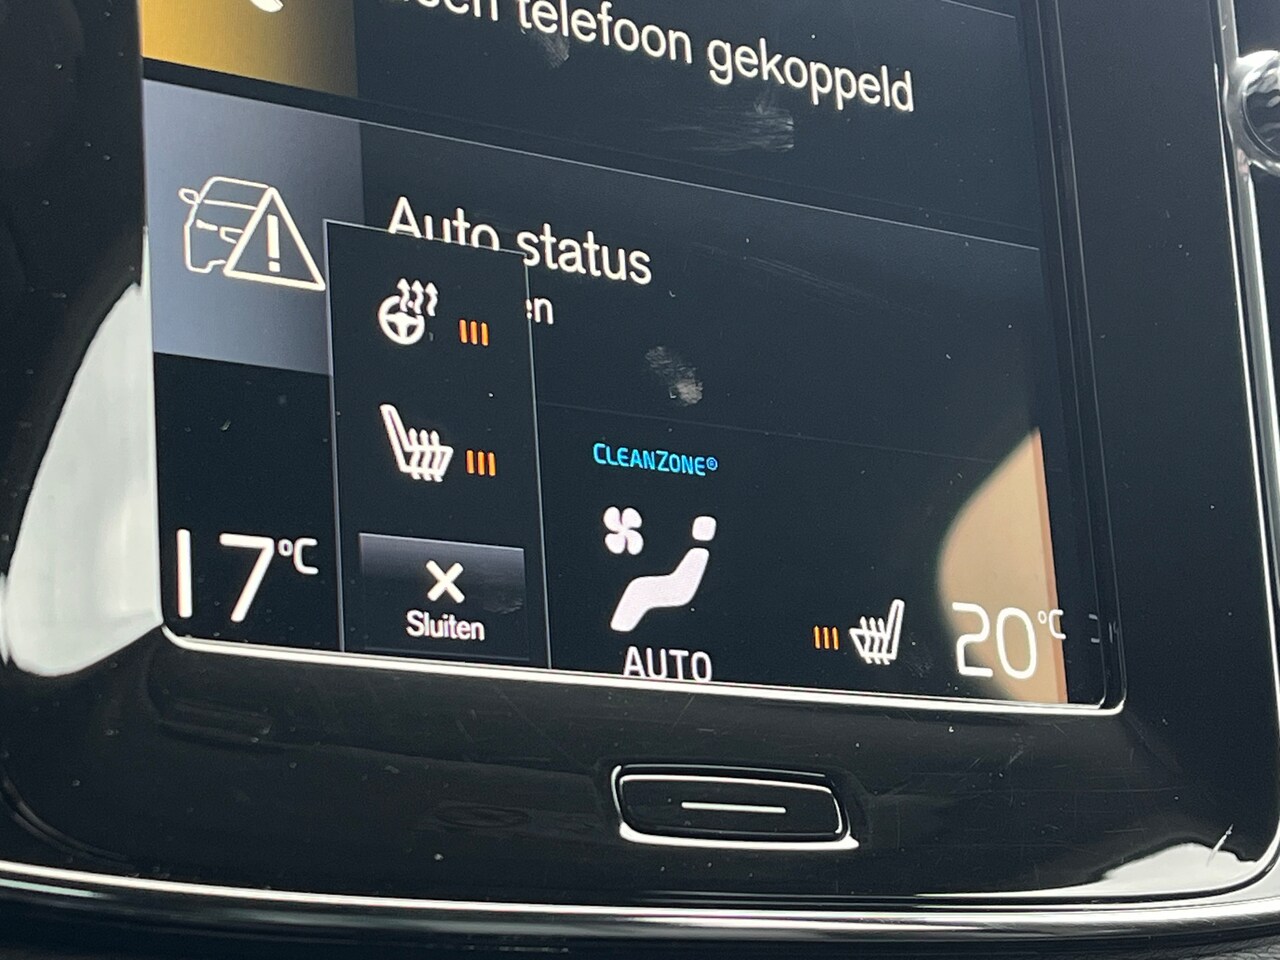 telefoon gekoppeld
Auto status
CLEANZONE®
17°C
Sluiten
AUTO
20°C